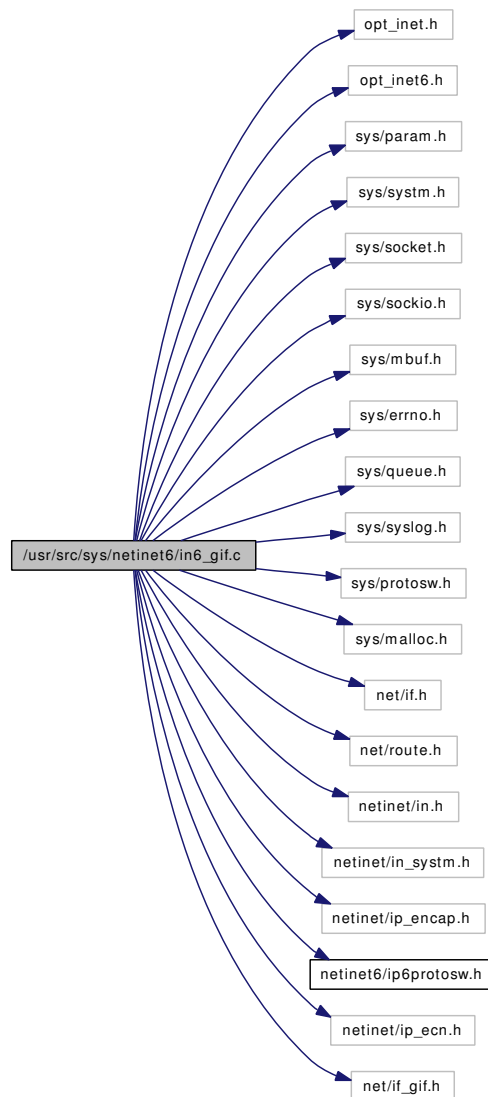 opt_inet.h
opt_inet6.h
sys/param.h
sys/systm.h
sys/socket.h
sys/sockio.h
sys/mbuf.h
sys/errno.h
sys/queue.h
sys/syslog.h
/usr/src/sys/netinet6/in6_gif.c
sys/protosw.h
sys/malloc.h
net/if.h
net/route.h
netinet/in.h
netinet/in_systm.h
netinet/ip_encap.h
netinet6/ip6protosw.h
netinet/ip_ecn.h
net/if_gif.h